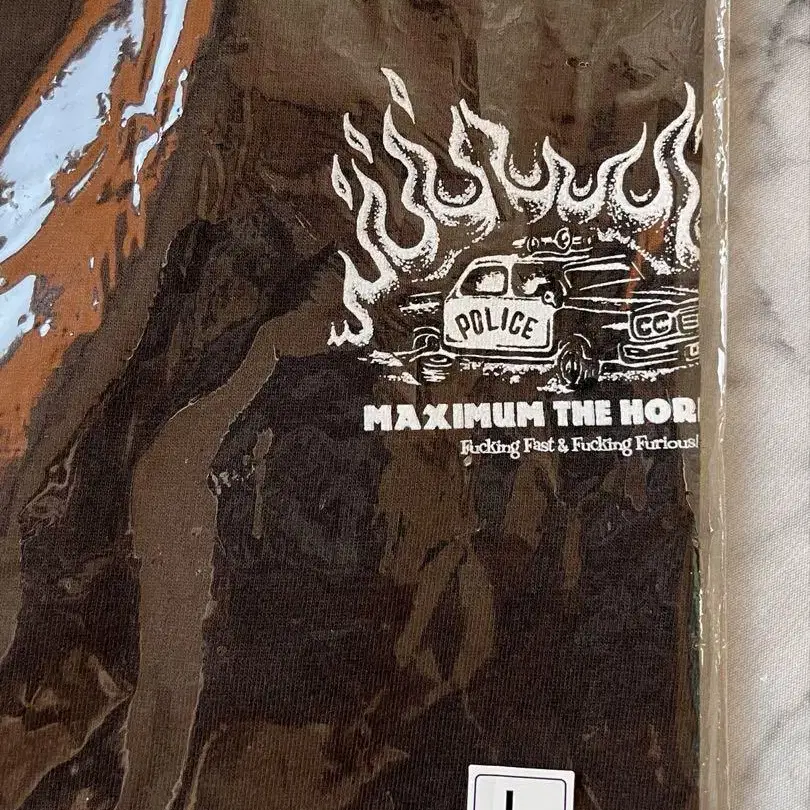 POLICE
MAXIMUM THE HOR
Fucking Fast & Fucking Furious!
L